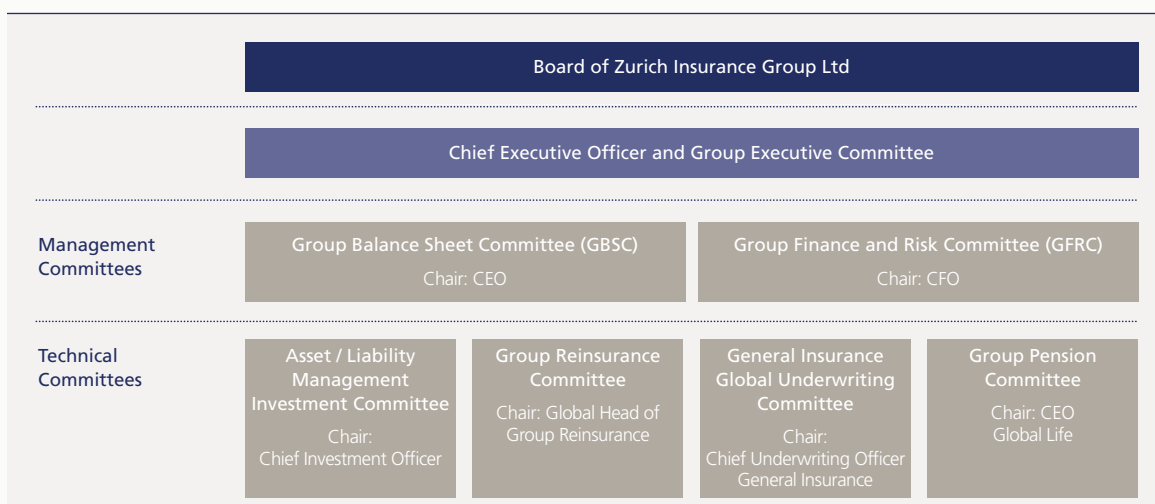 Board of Zurich Insurance Group Ltd
Chief Executive Officer and Group Executive Committee
Management
Committees
Group Balance Sheet Committee (GBSC)
Chair: CEO
Group Finance and Risk Committee (GFRC)
Chair: CFO
Technical
Committees
Asset / Liability
Management
Investment Committee
Chair:
Chief Investment Officer
Group Reinsurance
Committee
Chair: Global Head of
Group Reinsurance
General Insurance
Global Underwriting
Committee
Chair:
Chief Underwriting Officer
General Insurance
Group Pension
Committee
Chair: CEO
Global Life